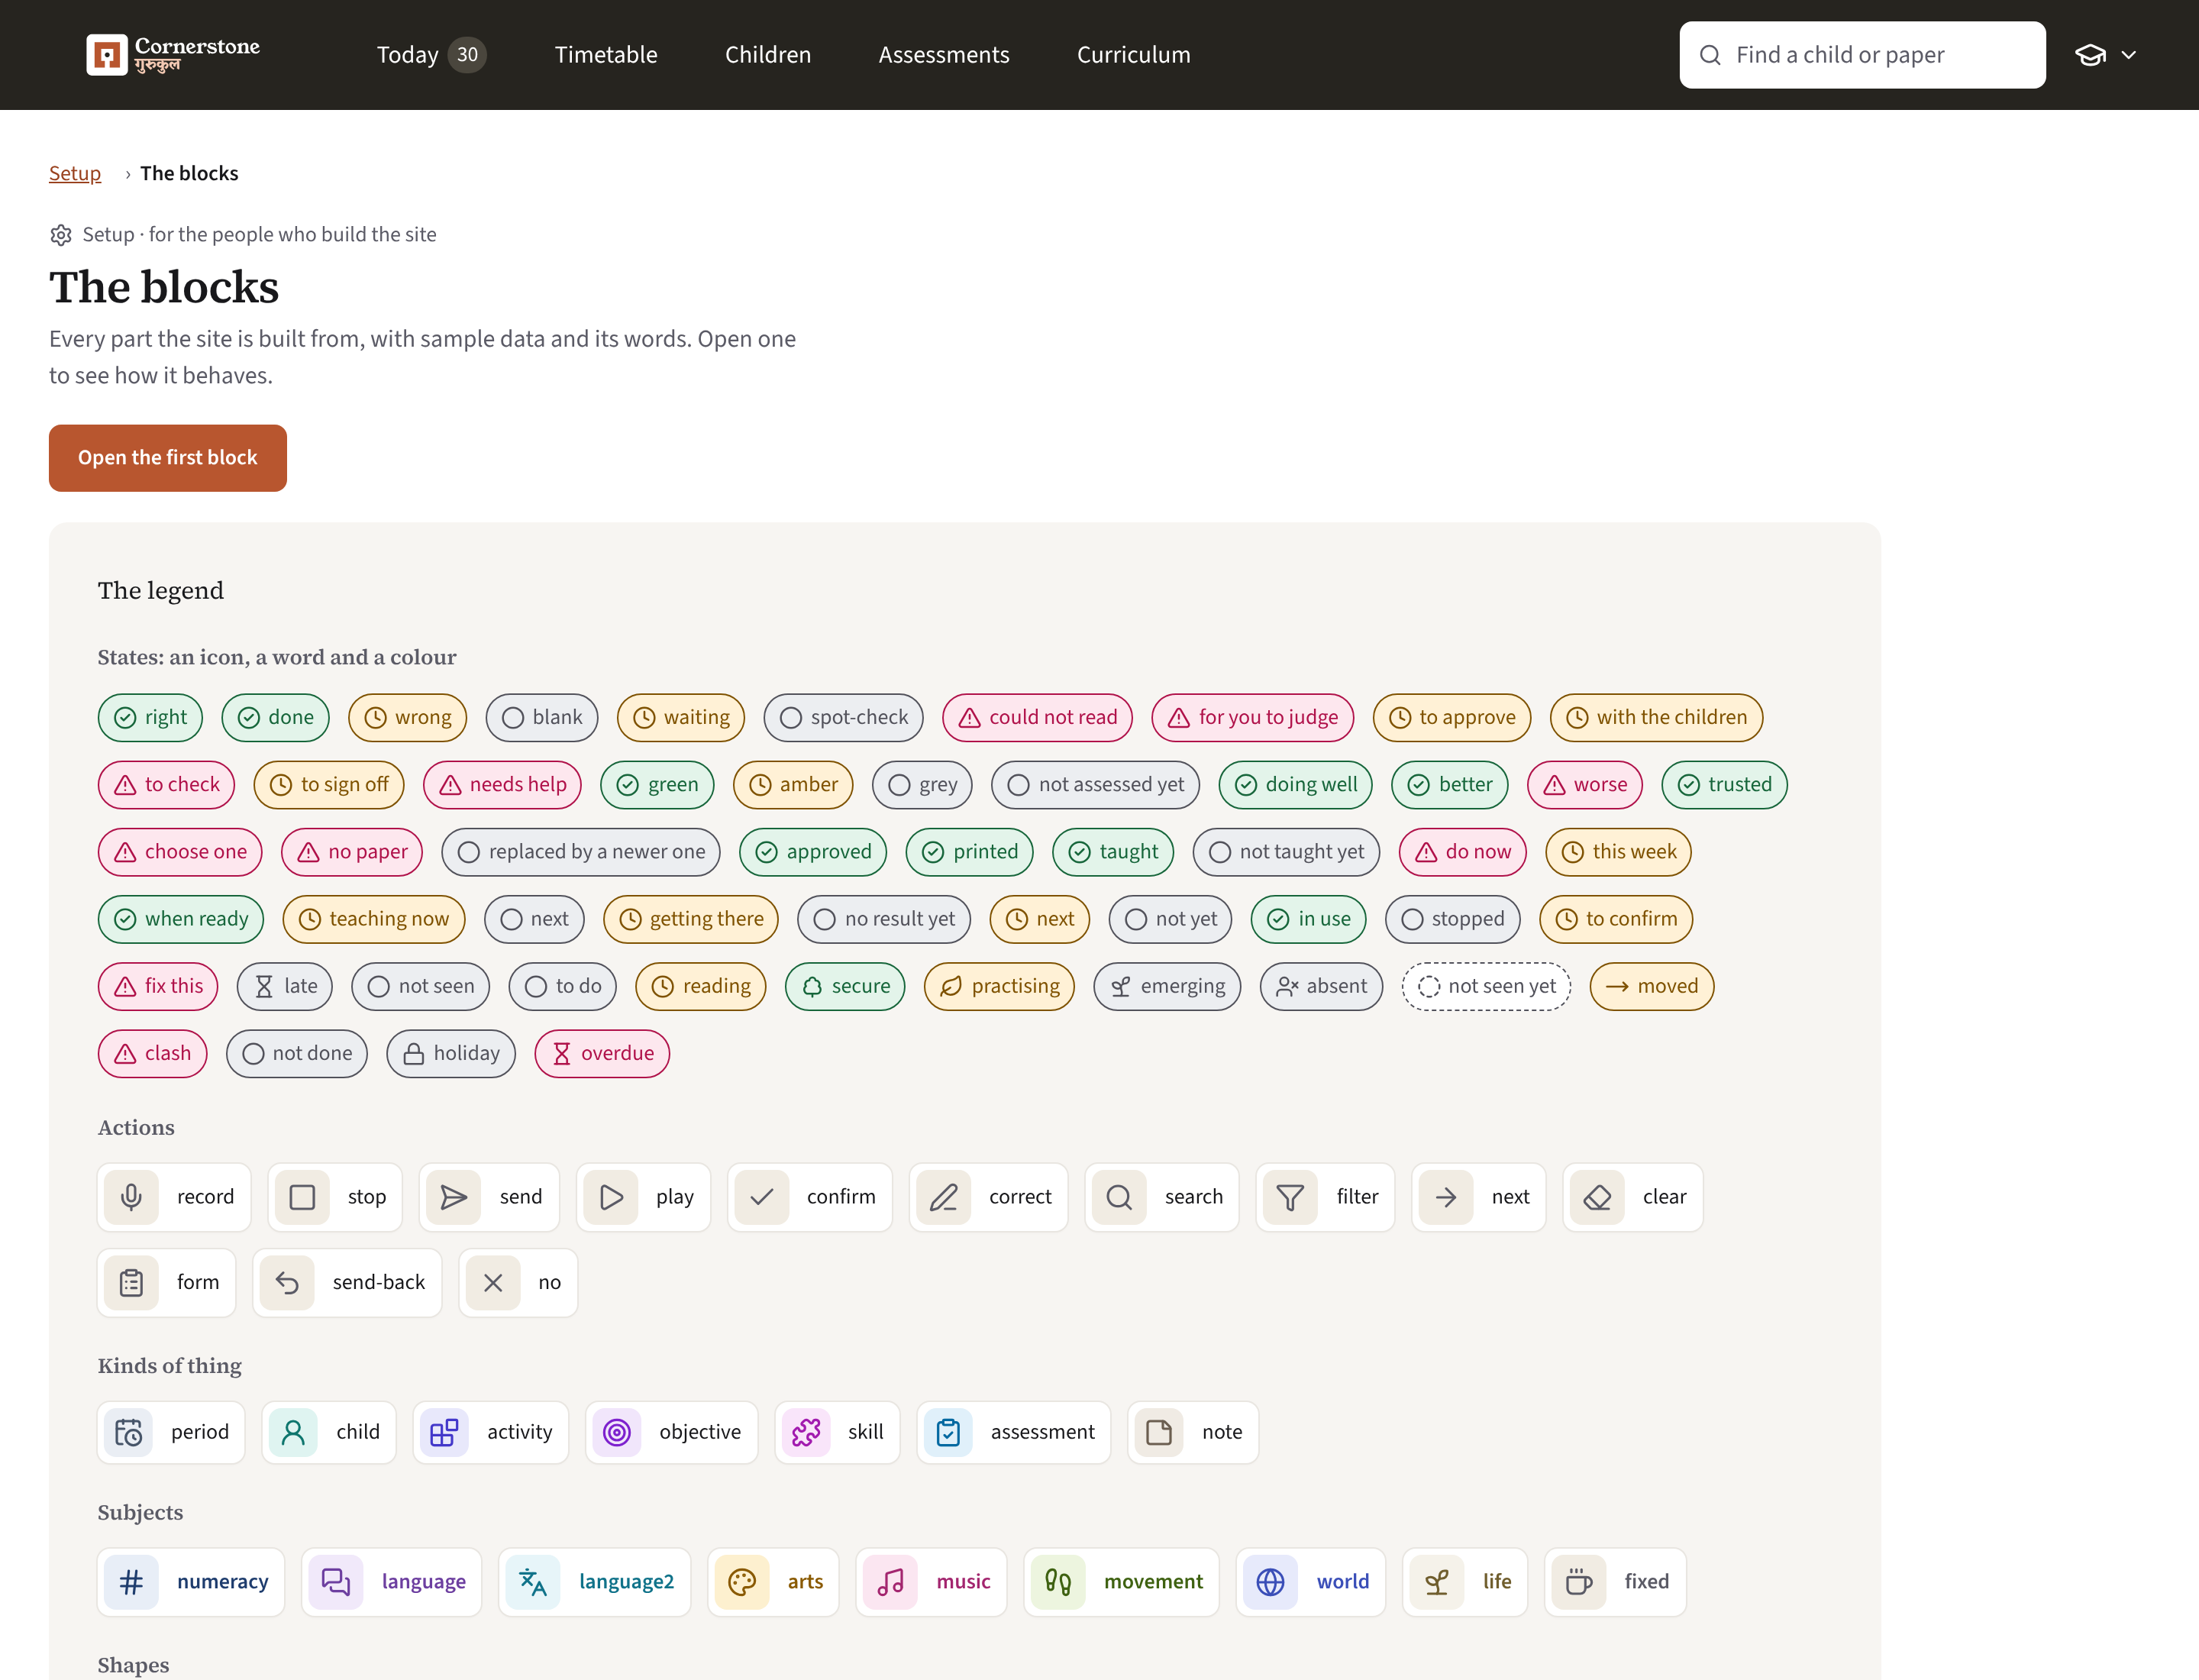 Cornerstone
गुरुकुल
Today 30 Timetable Children Assessments Curriculum
Find a child or paper
Setup › The blocks
Setup · for the people who build the site
The blocks
Every part the site is built from, with sample data and its words. Open one
to see how it behaves.
Open the first block
The legend
States: an icon, a word and a colour
right done wrong blank waiting spot-check could not read for you to judge to approve with the children
to check to sign off needs help green amber grey not assessed yet doing well better worse trusted
choose one no paper replaced by a newer one approved printed taught not taught yet do now this week
when ready teaching now next getting there no result yet next not yet in use stopped to confirm
fix this late not seen to do reading secure practising emerging absent not seen yet moved
clash not done holiday overdue
Actions
record stop send play confirm correct search filter next clear
form send-back no
Kinds of thing
period child activity objective skill assessment note
Subjects
numeracy language language2 arts music movement world life fixed
Shapes